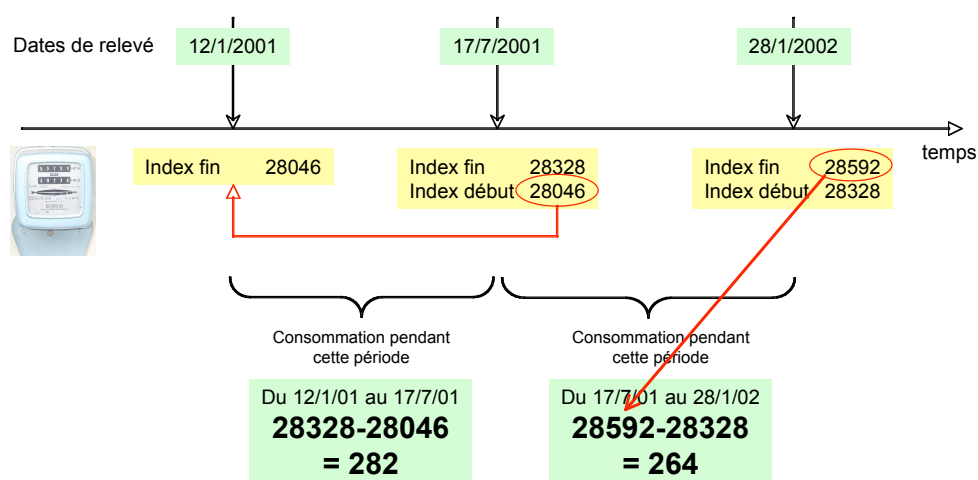 Dates de relevé
12/1/2001
17/7/2001
28/1/2002
temps
Index fin 28046
Index fin 28328
Index début 28046
Index fin 28592
Index début 28328
Consommation pendant
cette période
Consommation pendant
cette période
Du 12/1/01 au 17/7/01
28328-28046
= 282
Du 17/7/01 au 28/1/02
28592-28328
= 264